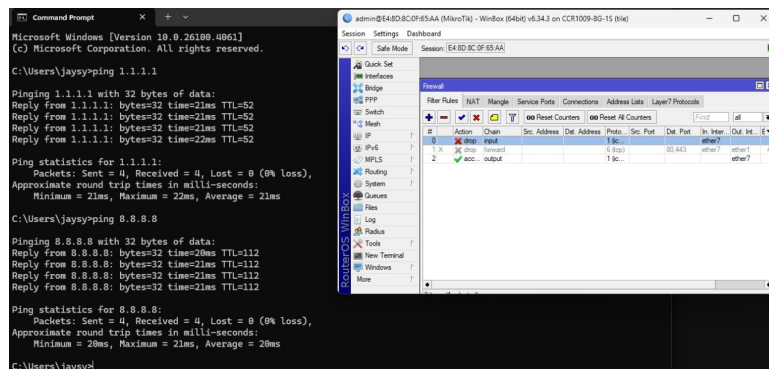 Command Prompt
Microsoft Windows [Version 10.0.26100.4061]
(c) Microsoft Corporation. All rights reserved.
C:\Users\jaysy>ping 1.1.1.1
Pinging 1.1.1.1 with 32 bytes of data:
Reply from 1.1.1.1: bytes=32 time=21ms TTL=52
Reply from 1.1.1.1: bytes=32 time=21ms TTL=52
Reply from 1.1.1.1: bytes=32 time=21ms TTL=52
Reply from 1.1.1.1: bytes=32 time=22ms TTL=52
Ping statistics for 1.1.1.1:
Packets: Sent = 4, Received = 4, Lost = 0 (0% loss),
Approximate round trip times in milli-seconds:
Minimum = 21ms, Maximum = 22ms, Average = 21ms
C:\Users\jaysy>ping 8.8.8.8
Pinging 8.8.8.8 with 32 bytes of data:
Reply from 8.8.8.8: bytes=32 time=20ms TTL=112
Reply from 8.8.8.8: bytes=32 time=21ms TTL=112
Reply from 8.8.8.8: bytes=32 time=21ms TTL=112
Reply from 8.8.8.8: bytes=32 time=21ms TTL=112
Ping statistics for 8.8.8.8:
Packets: Sent = 4, Received = 4, Lost = 0 (0% loss),
Approximate round trip times in milli-seconds:
Minimum = 20ms, Maximum = 21ms, Average = 20ms
C:\Users\jaysy>
admin@E4:8D:8C:0F:65:AA (MikroTik) - WinBox (64bit) v6.34.3 on CCR1009-8G-1S (tile)
Session Settings Dashboard
Safe Mode Session: E4:8D:8C:0F:65:AA
Quick Set
Interfaces
Bridge
PPP
Switch
Mesh
IP
IPv6
MPLS
Routing
System
Queues
Files
Log
Radius
Tools
New Terminal
Windows
More
RouterOS WinBox
Firewall
Filter Rules NAT Mangle Service Ports Connections Address Lists Layer7 Protocols
Reset Counters 00 Reset All Counters Find all
# Action Chain Src. Address Dst. Address Proto... Src. Port Dst. Port In. Inter... Out. Int...
0 drop input 1 (ic... ether7
1 X drop forward 6 (tcp) 80,443 ether7 ether1
2 acc... output 1 (ic... ether7